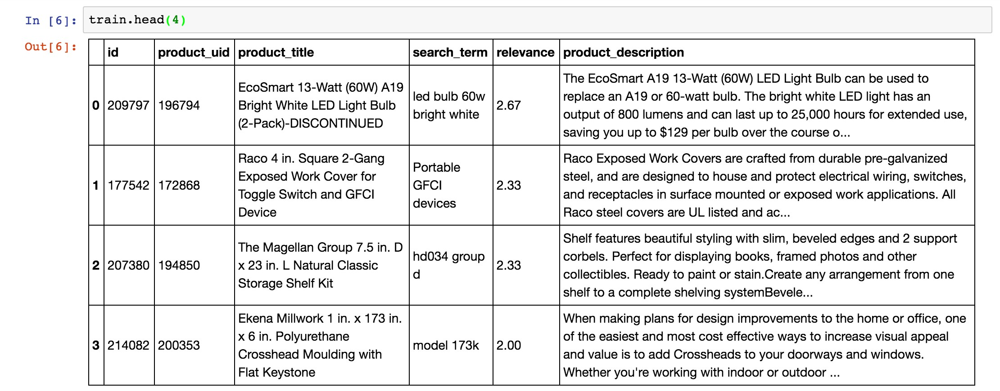 In [6]: train.head(4)
Out[6]:
id product_uid product_title search_term relevance product_description
0 209797 196794
EcoSmart 13-Watt (60W) A19
Bright White LED Light Bulb
(2-Pack)-DISCONTINUED
led bulb 60w
bright white
2.67
The EcoSmart A19 13-Watt (60W) LED Light Bulb can be used to
replace an A19 or 60-watt bulb. The bright white LED light has an
output of 800 lumens and can last up to 25,000 hours for extended use,
saving you up to $129 per bulb over the course o...
1 177542 172868
Raco 4 in. Square 2-Gang
Exposed Work Cover for
Toggle Switch and GFCI
Device
Portable
GFCI
devices
2.33
Raco Exposed Work Covers are crafted from durable pre-galvanized
steel, and are designed to house and protect electrical wiring, switches,
and receptacles in surface mounted or exposed work applications. All
Raco steel covers are UL listed and ac...
2 207380 194850
The Magellan Group 7.5 in. D
x 23 in. L Natural Classic
Storage Shelf Kit
hd034 group
d
2.33
Shelf features beautiful styling with slim, beveled edges and 2 support
corbels. Perfect for displaying books, framed photos and other
collectibles. Ready to paint or stain.Create any arrangement from one
shelf to a complete shelving systemBevele...
3 214082 200353
Ekena Millwork 1 in. x 173 in.
x 6 in. Polyurethane
Crosshead Moulding with
Flat Keystone
model 173k
2.00
When making plans for design improvements to the home or office, one
of the easiest and most cost effective ways to increase visual appeal
and value is to add Crossheads to your doorways and windows.
Whether you're working with indoor or outdoor ...